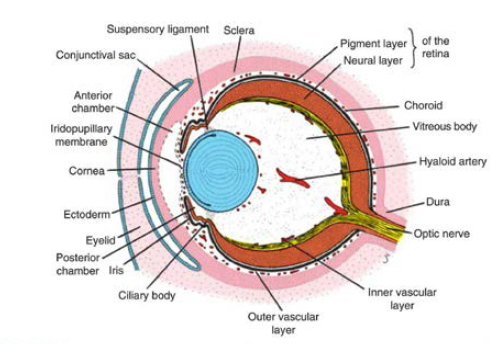 Suspensory ligament
Sclera
Conjunctival sac
Pigment layer
Neural layer
of the
retina
Anterior
chamber
Choroid
Iridopupillary
membrane
Vitreous body
Cornea
Hyaloid artery
Dura
Ectoderm
Optic nerve
Eyelid
Posterior
chamber
Iris
Ciliary body
Inner vascular
layer
Outer vascular
layer